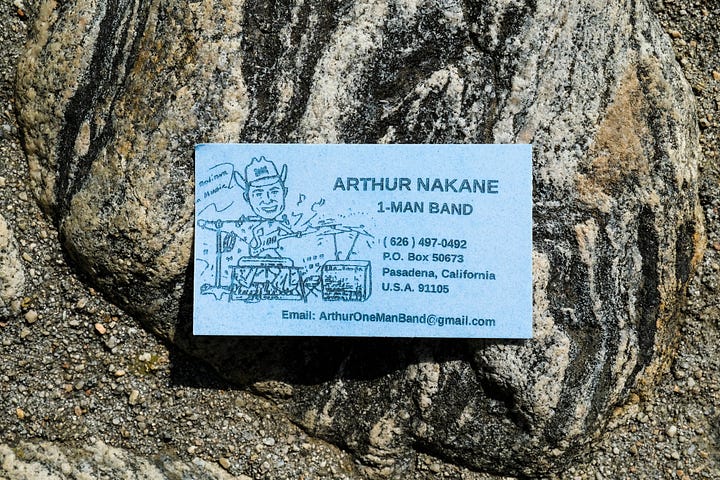 ARTHUR NAKANE
1-MAN BAND
( 626 ) 497-0492
P.O. Box 50673
Pasadena, California
U.S.A. 91105
Email: ArthurOneManBand@gmail.com